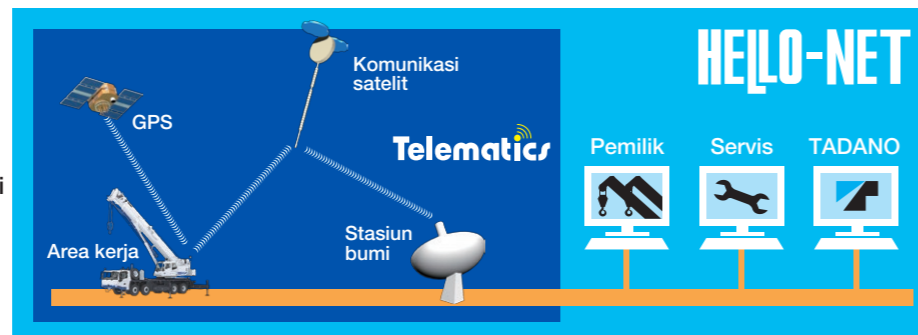 HELLO-NET
Komunikasi
satelit
GPS
Telematics
Pemilik
Servis
TADANO
i
Area kerja
Stasiun
bumi